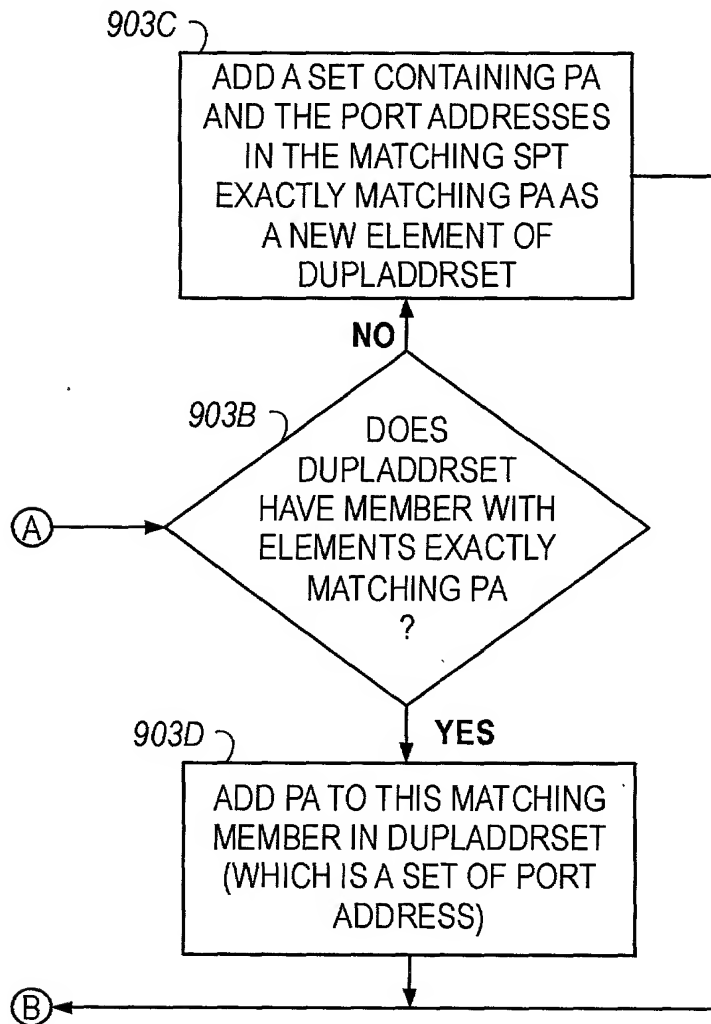 903C
ADD A SET CONTAINING PA
AND THE PORT ADDRESSES
IN THE MATCHING SPT
EXACTLY MATCHING PA AS
A NEW ELEMENT OF
DUPLADDRSET
NO
903B
DOES
DUPLADDRSET
HAVE MEMBER WITH
ELEMENTS EXACTLY
MATCHING PA
?
A
903D
YES
ADD PA TO THIS MATCHING
MEMBER IN DUPLADDRSET
(WHICH IS A SET OF PORT
ADDRESS)
B